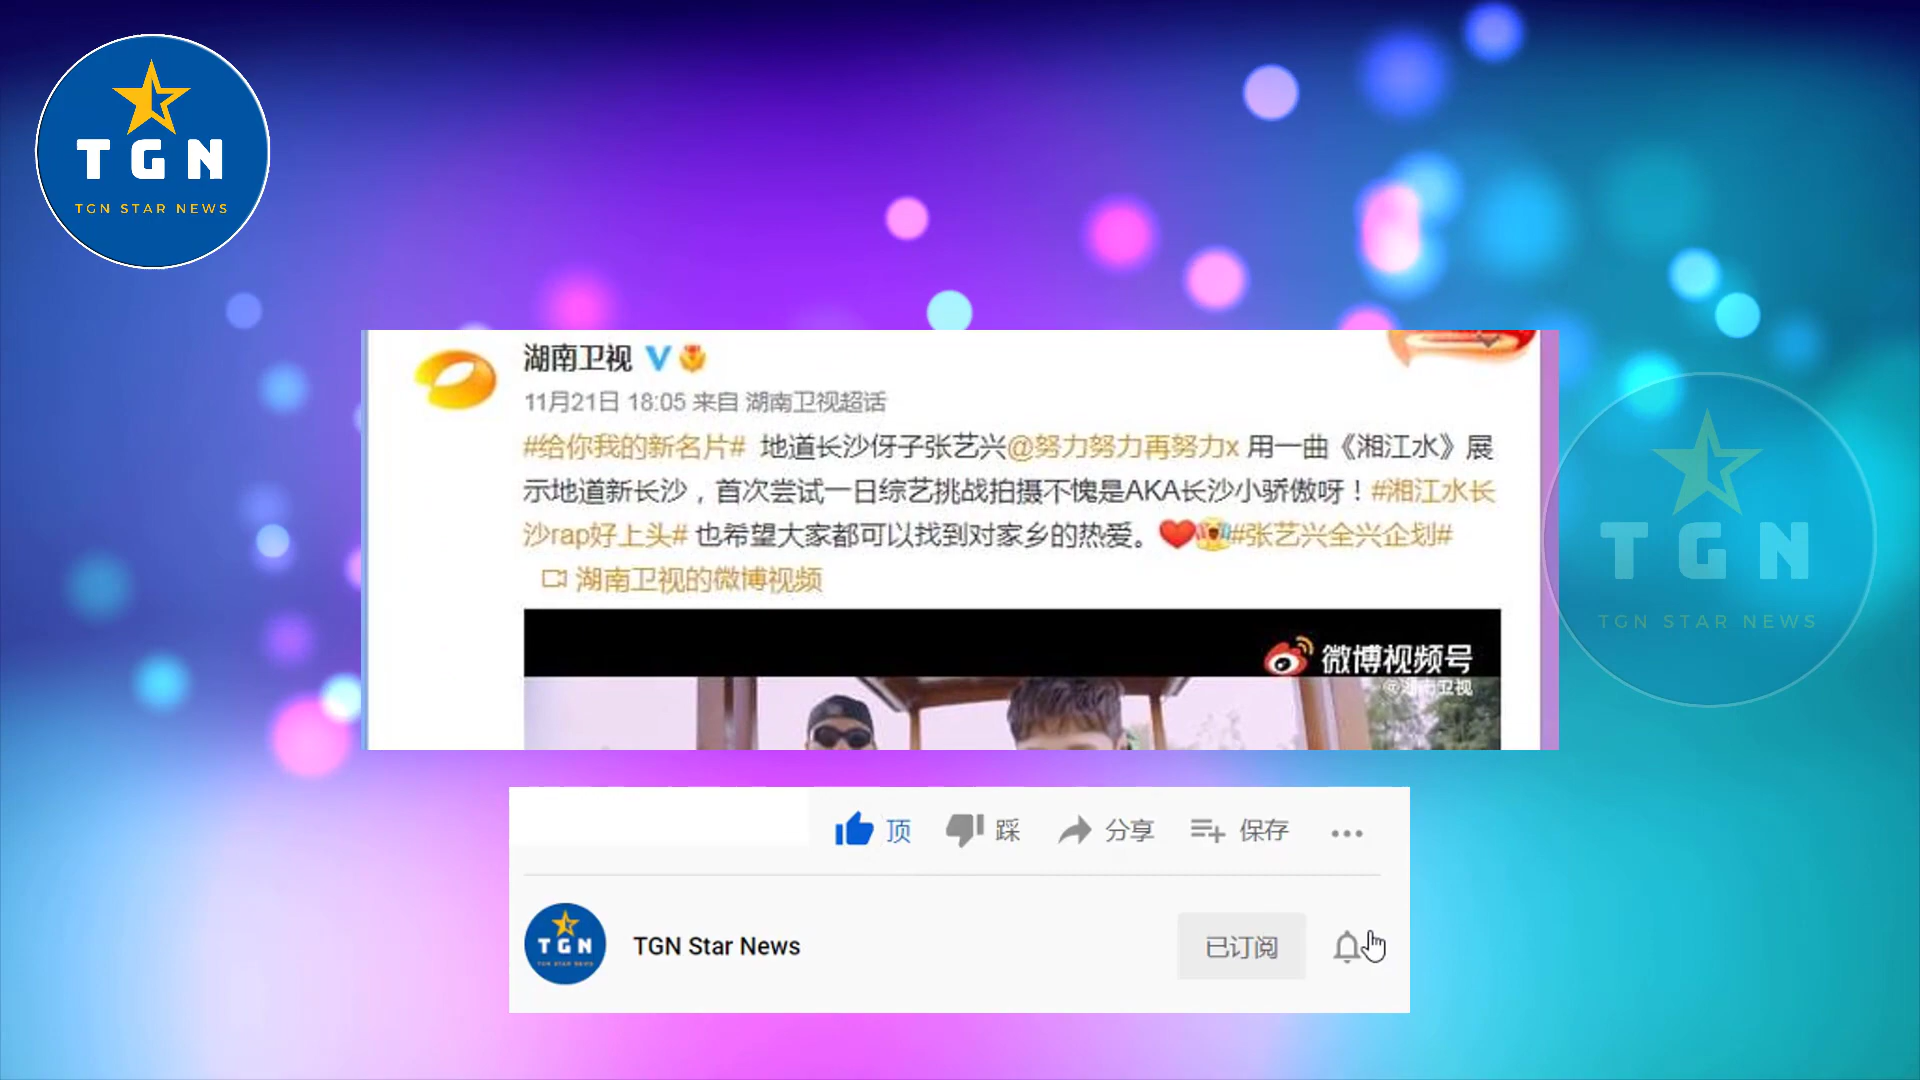 TGN
TGN STAR NEWS
湖南卫视
11月21日 18:05 来自 湖南卫视超话
#给你我的新名片# 地道长沙伢子张艺兴@努力努力再努力x 用一曲《湘江水》展
示地道新长沙，首次尝试一日综艺挑战拍摄不愧是AKA长沙小骄傲呀！#湘江水长
沙rap好上头# 也希望大家都可以找到对家乡的热爱。#张艺兴全兴企划#
湖南卫视的微博视频
微博视频号
@湖南卫视
TGN
TGN STAR NEWS
顶 踩 分享 保存
TGN
TGN STAR NEWS
TGN Star News
已订阅